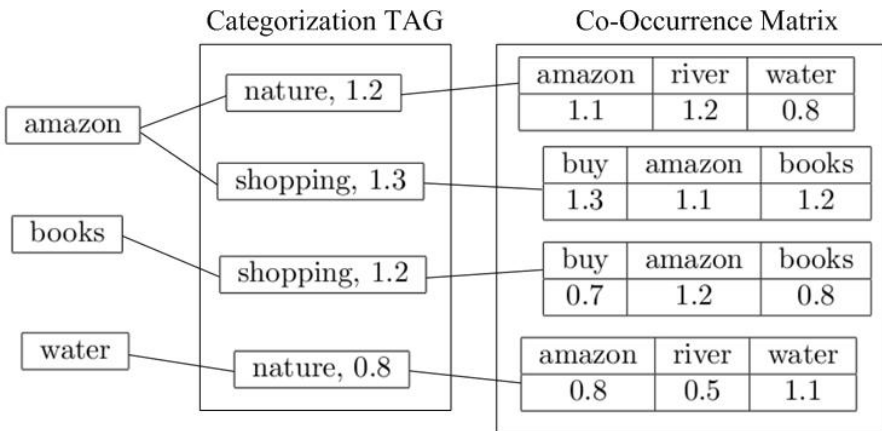 Categorization TAG Co-Occurrence Matrix
amazon
books
water
nature, 1.2
shopping, 1.3
shopping, 1.2
nature, 0.8
amazon river water
1.1 1.2 0.8
buy amazon books
1.3 1.1 1.2
buy amazon books
0.7 1.2 0.8
amazon river water
0.8 0.5 1.1